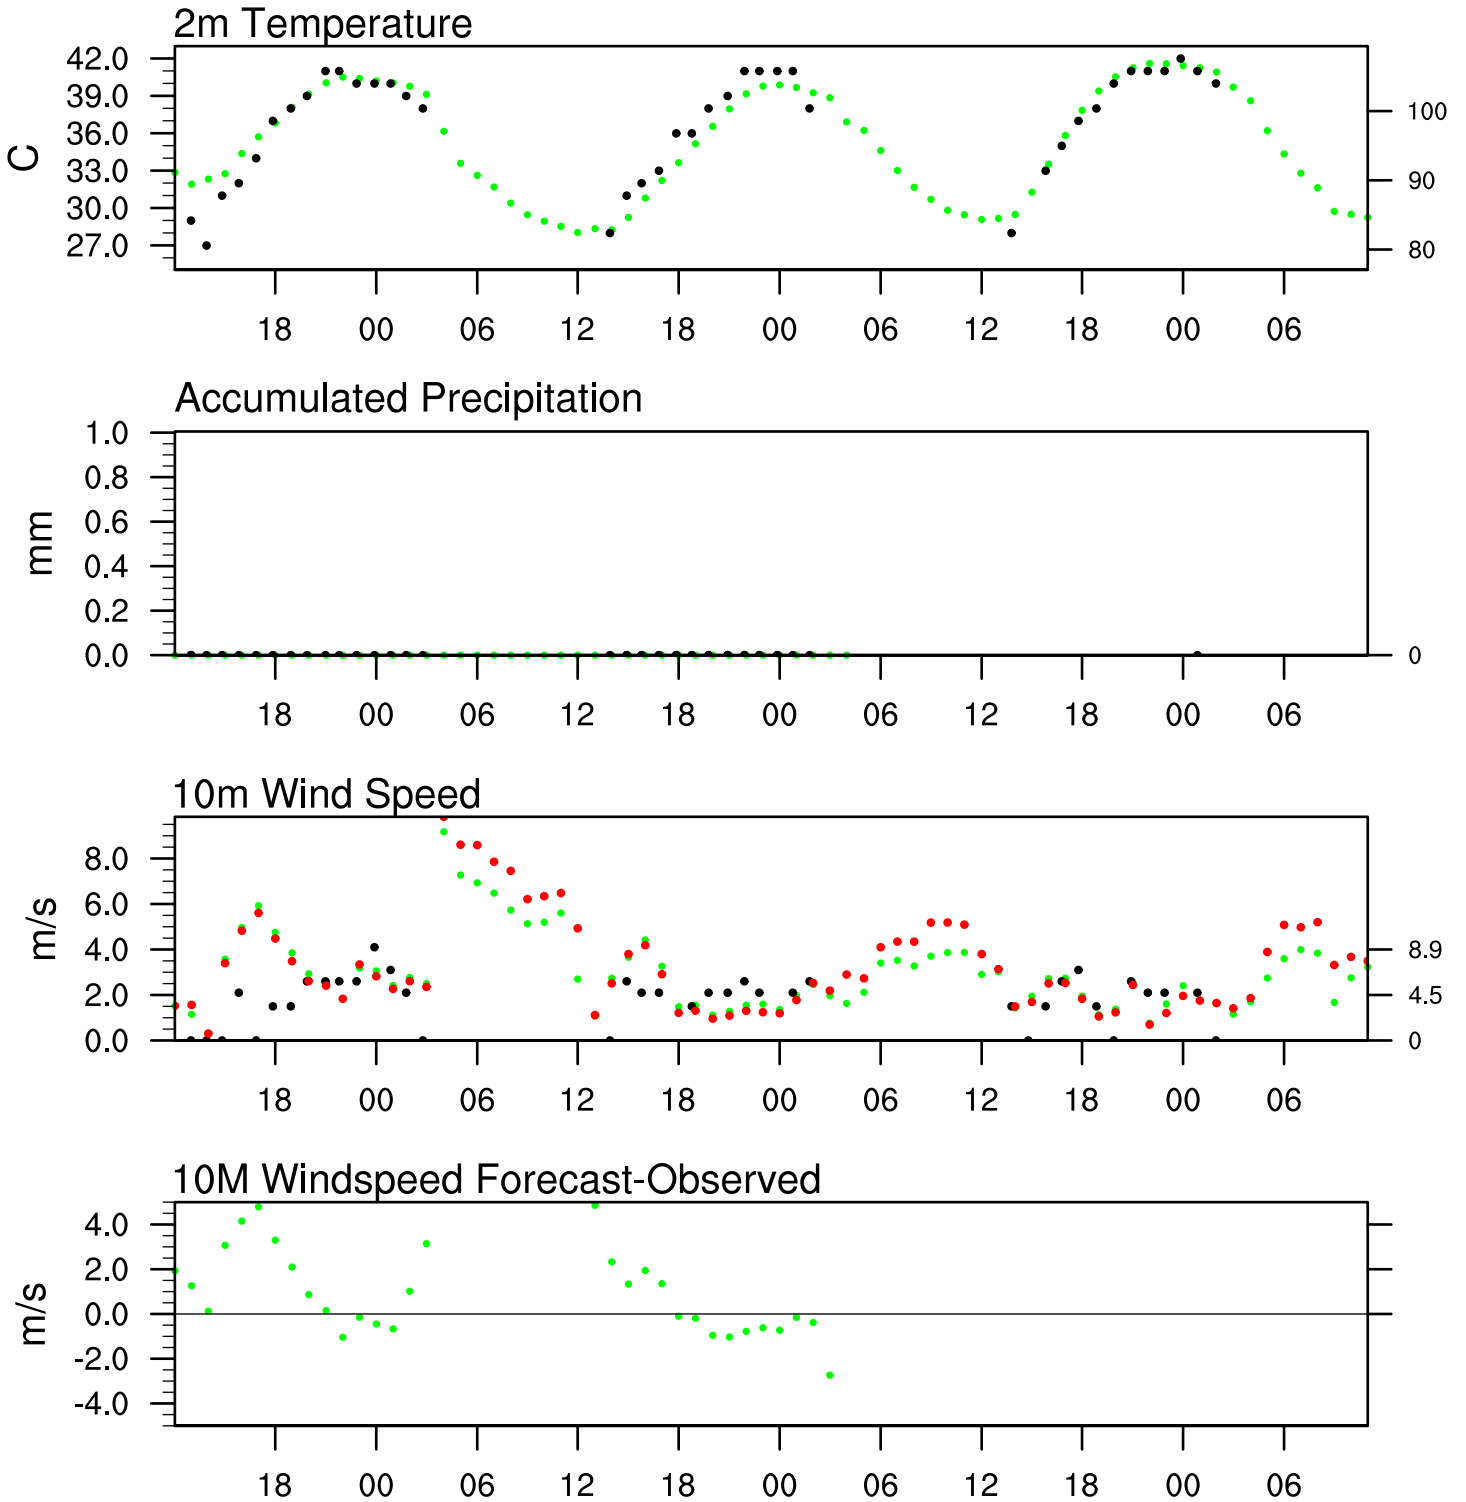 2m Temperature
42.0
39.0
36.0
33.0
30.0
27.0
C
100
90
80
18 00 06 12 18 00 06 12 18 00 06
Accumulated Precipitation
1.0
0.8
0.6
0.4
0.2
0.0
mm
0
18 00 06 12 18 00 06 12 18 00 06
10m Wind Speed
8.0
6.0
4.0
2.0
0.0
m/s
8.9
4.5
0
18 00 06 12 18 00 06 12 18 00 06
10M Windspeed Forecast-Observed
4.0
2.0
0.0
-2.0
-4.0
m/s
18 00 06 12 18 00 06 12 18 00 06